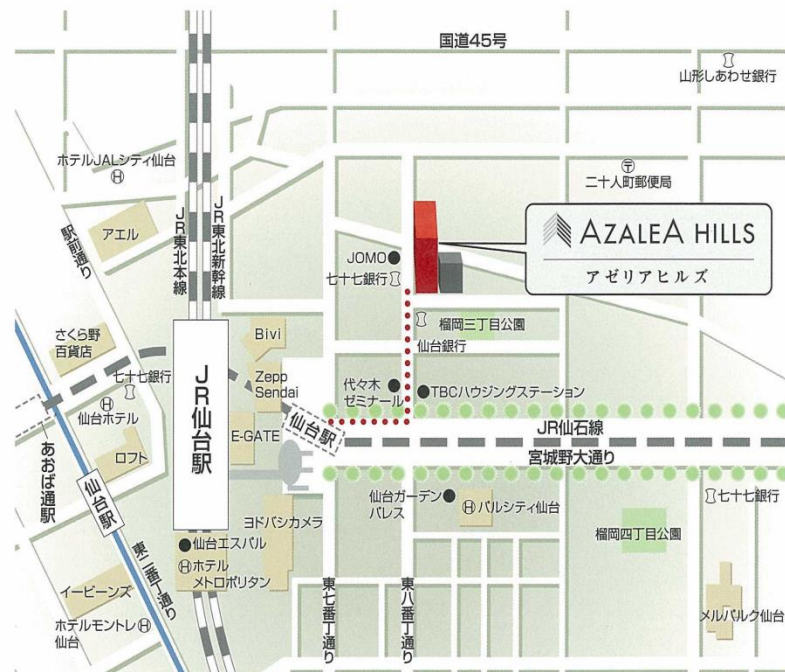 国道45号
山形しあわせ銀行
ホテルJALシティ仙台
H
〒
二十人町郵便局
アエル
駅前通り
JR東北本線
JR東北新幹線
AZALEA HILLS
アゼリアヒルズ
JOMO
七十七銀行
榴岡三丁目公園
仙台銀行
さくら野
百貨店
Bivi
七十七銀行
H
仙台ホテル
JR仙台駅
Zepp
Sendai
代々木
ゼミナール
TBCハウジングステーション
E-GATE
仙台駅
JR仙石線
宮城野大通り
あおば通駅
仙台駅
ロフト
仙台ガーデン
パレス
H パルシティ仙台
七十七銀行
ヨドバシカメラ
榴岡四丁目公園
仙台エスパル
H ホテル
メトロポリタン
東二番丁通り
イービーンズ
ホテルモントレ H
仙台
東七番丁通り
東八番丁通り
メルパルク仙台